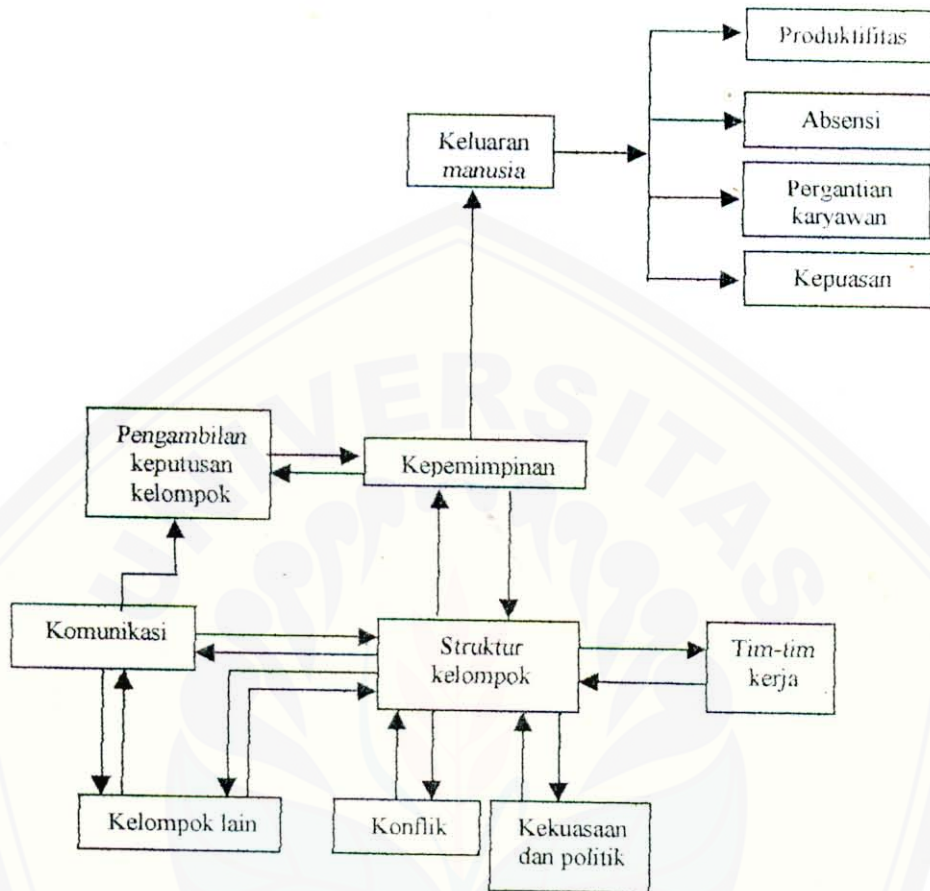 Produktifitas
Absensi
Keluaran
manusia
Pergantian
karyawan
Kepuasan
UNIVERSITAS
Pengambilan
keputusan
kelompok
Kepemimpinan
Komunikasi
Struktur
kelompok
Tim-tim
kerja
Kelompok lain
Konflik
Kekuasaan
dan politik